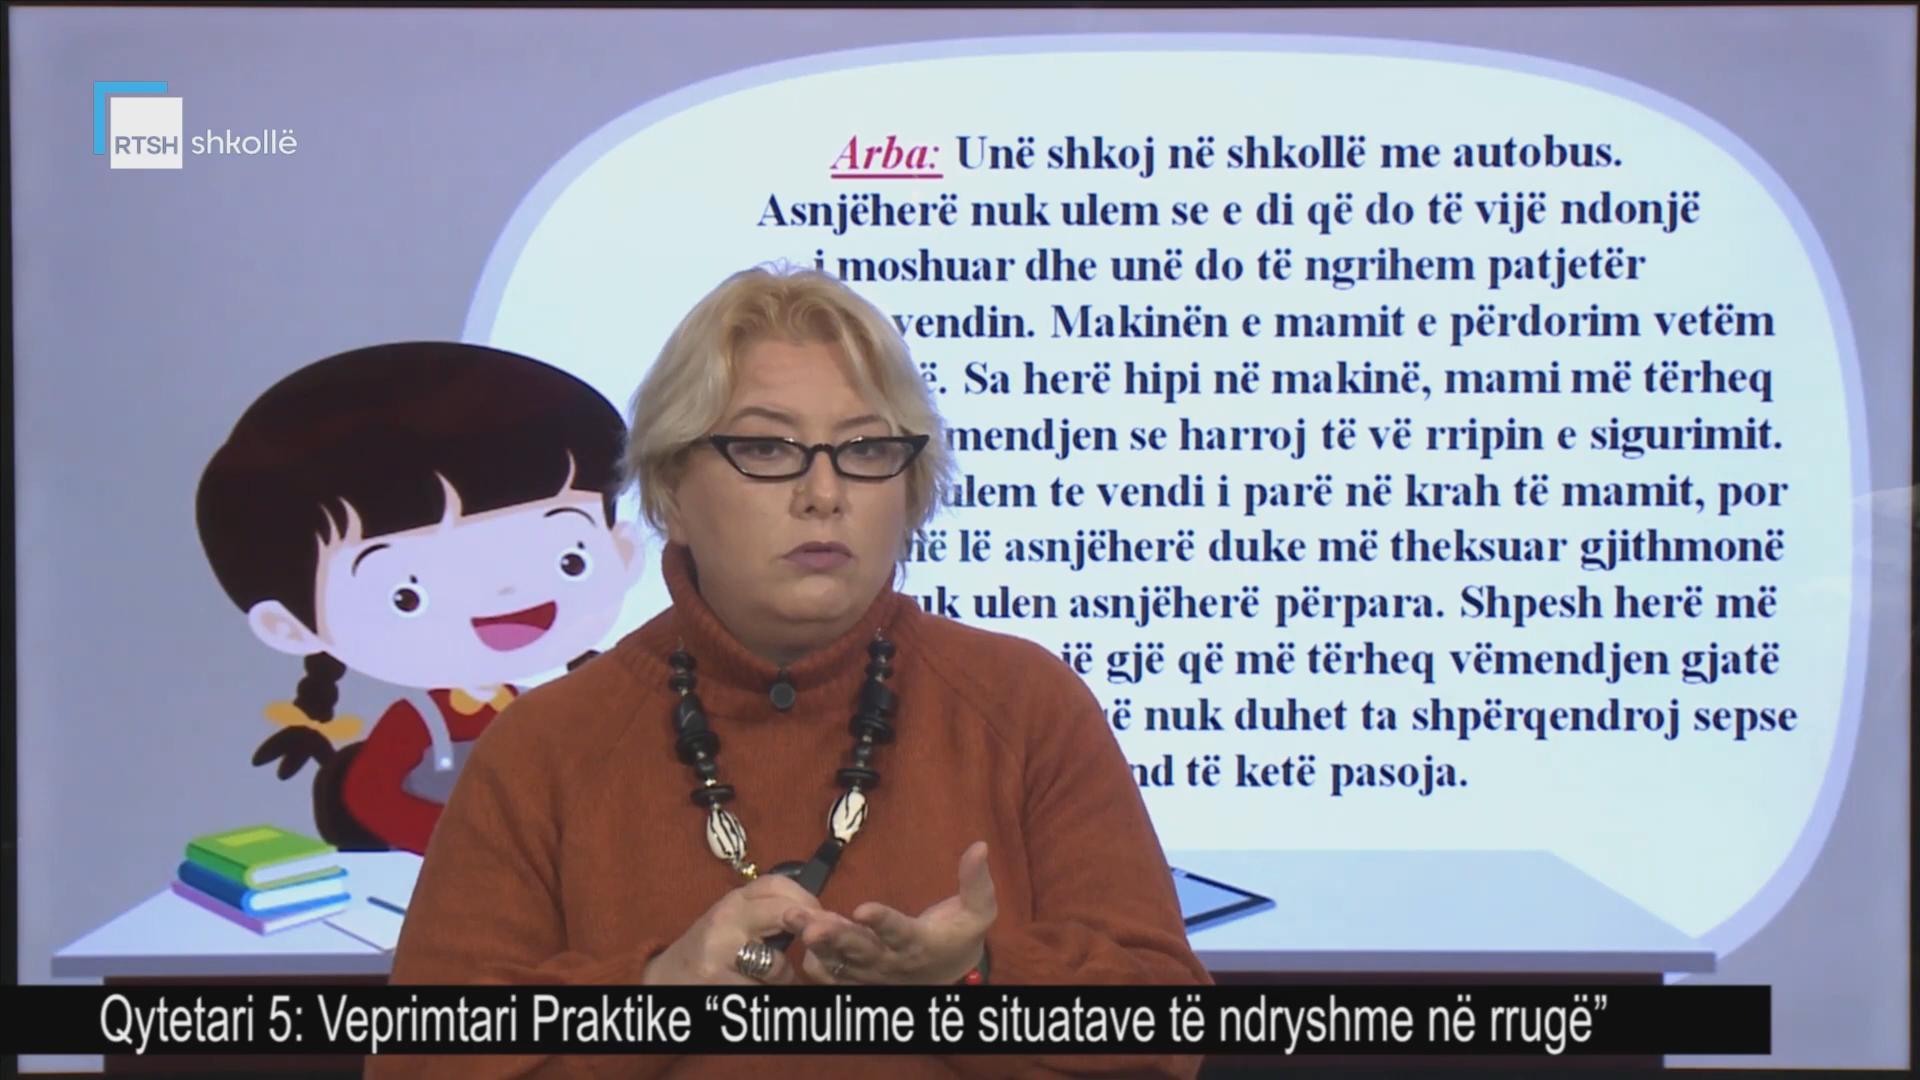 RTSH shkollë
Arba: Unë shkoj në shkollë me autobus.
Asnjëherë nuk ulem se e di që do të vijë ndonjë
i moshuar dhe unë do të ngrihem patjetër
vendin. Makinën e mamit e përdorim vetëm
Sa herë hipi në makinë, mami më tërheq
mendjen se harroj të vë rripin e sigurimit.
ulem te vendi i parë në krah të mamit, por
lë asnjëherë duke më theksuar gjithmonë
ulen asnjëherë përpara. Shpesh herë më
gjë që më tërheq vëmendjen gjatë
nuk duhet ta shpërqendroj sepse
të ketë pasoja.
Qytetari 5: Veprimtari Praktike “Stimulime të situatave të ndryshme në rrugë”